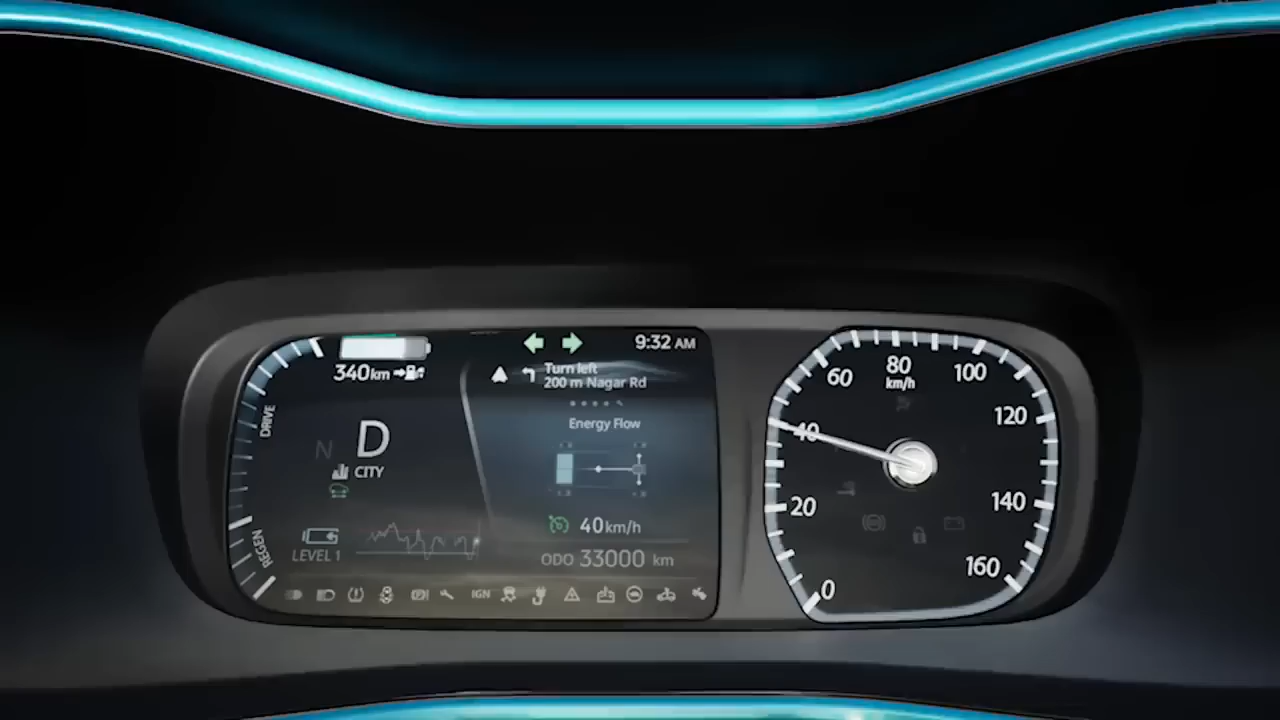 9:32 AM
340km
Turn left
200 m Nagar Rd
DRIVE
N
D
CITY
Energy Flow
40km/h
REGEN
LEVEL 1
ODO 33000 km
IGN
0
20
40
60
80
km/h
100
120
140
160